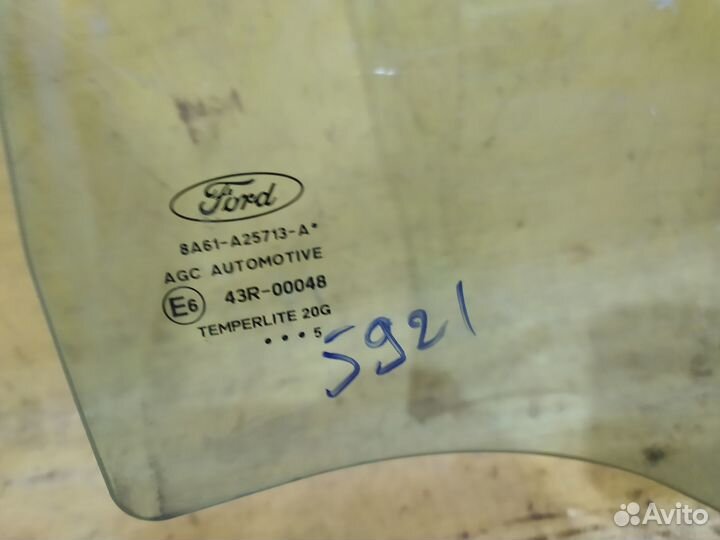 Ford
8A61-A25713-A*
AGC AUTOMOTIVE
E6 43R-00048
TEMPERLITE 20G
• • • 5
5921
Avito